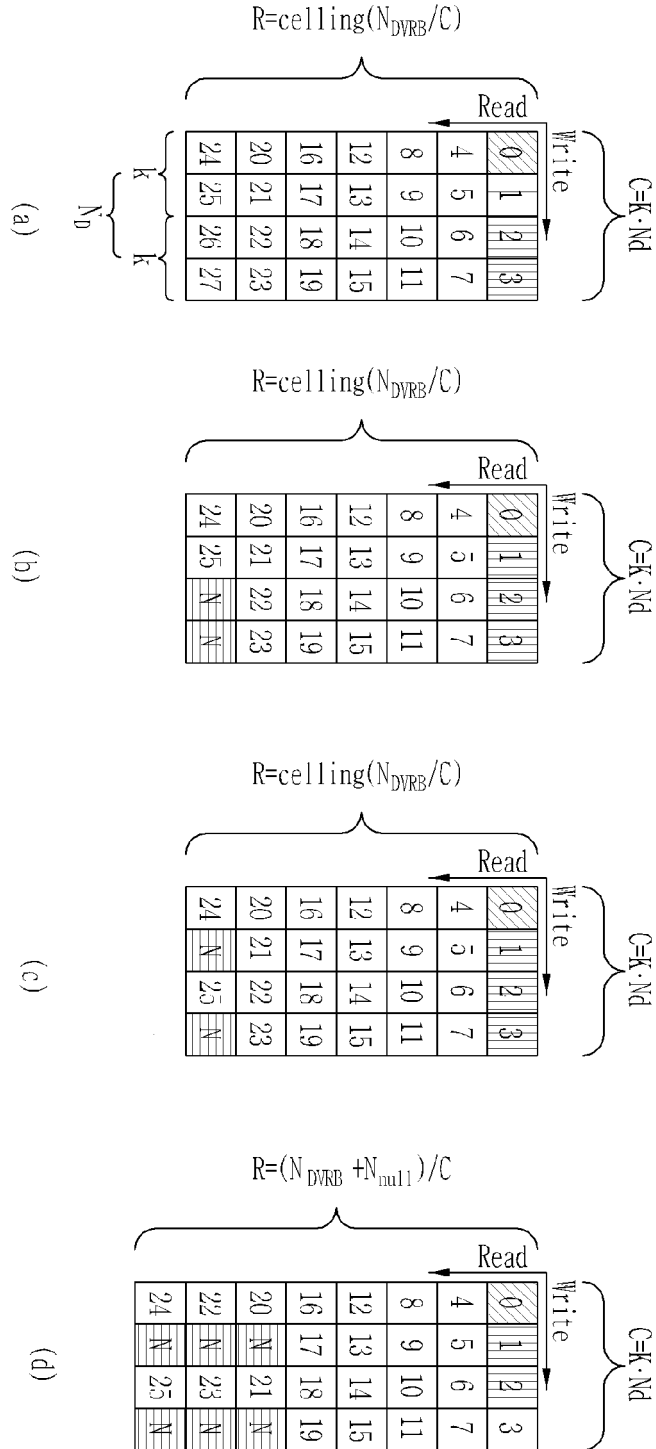 C=K·Nd
Write
Read
R=celling(N_DVRB/C)
0 1 2 3
4 5 6 7
8 9 10 11
12 13 14 15
16 17 18 19
20 21 22 23
24 25 26 27
k k
N_D
(a)
C=K·Nd
Write
Read
R=celling(N_DVRB/C)
0 1 2 3
4 5 6 7
8 9 10 11
12 13 14 15
16 17 18 19
20 21 22 23
24 25 N N
(b)
C=K·Nd
Write
Read
R=celling(N_DVRB/C)
0 1 2 3
4 5 6 7
8 9 10 11
12 13 14 15
16 17 18 19
20 21 22 23
24 N 25 N
(c)
C=K·Nd
Write
Read
R=(N_DVRB +N_null)/C
0 1 2 3
4 5 6 7
8 9 10 11
12 13 14 15
16 17 18 19
20 N 21 N
22 N 23 N
24 N 25 N
(d)